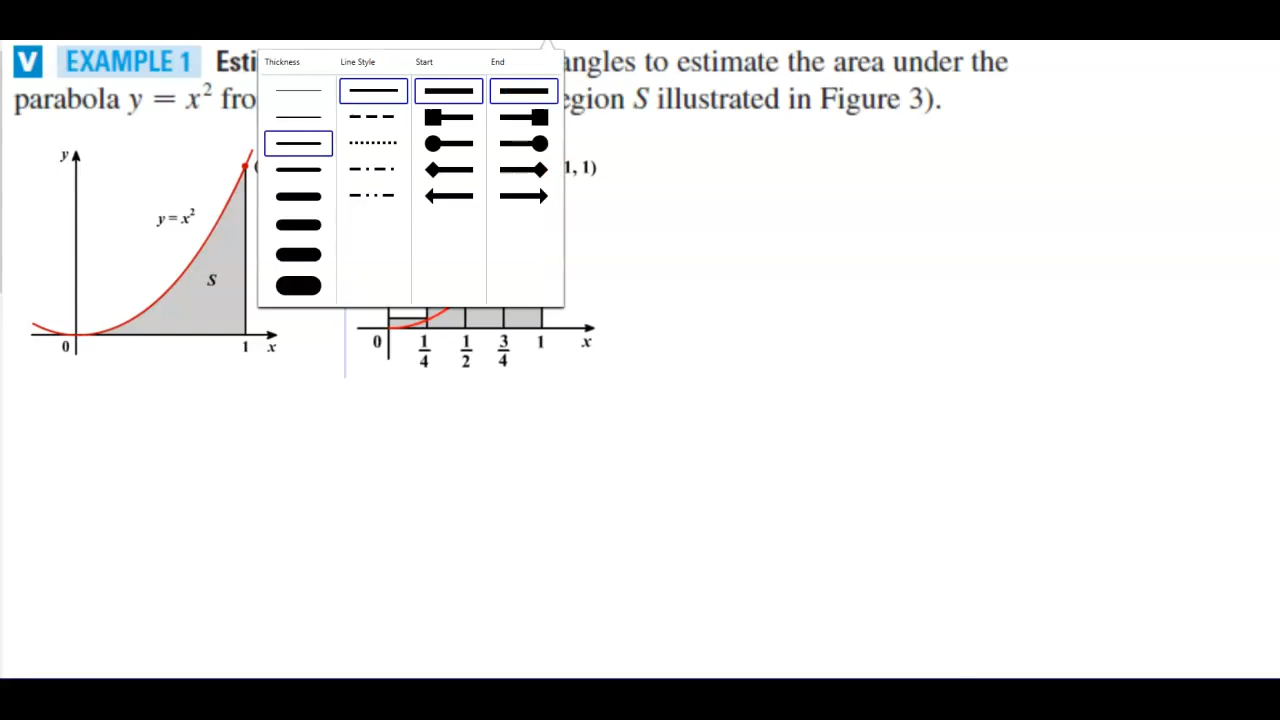 V EXAMPLE 1 Esti angles to estimate the area under the
parabola y = x² fro egion S illustrated in Figure 3).
Thickness Line Style Start End
y
1, 1)
y = x²
S
0 1 x
0 1/4 1/2 3/4 1 x